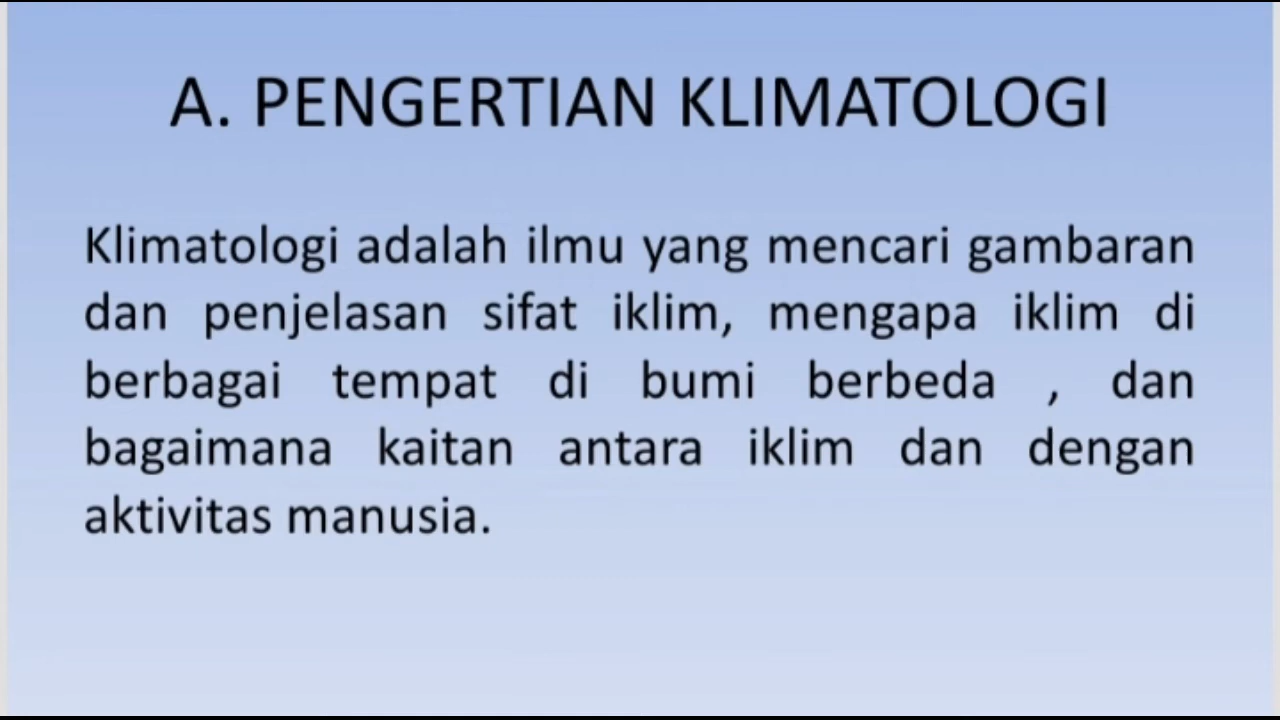 A. PENGERTIAN KLIMATOLOGI
Klimatologi adalah ilmu yang mencari gambaran
dan penjelasan sifat iklim, mengapa iklim di
berbagai tempat di bumi berbeda , dan
bagaimana kaitan antara iklim dan dengan
aktivitas manusia.